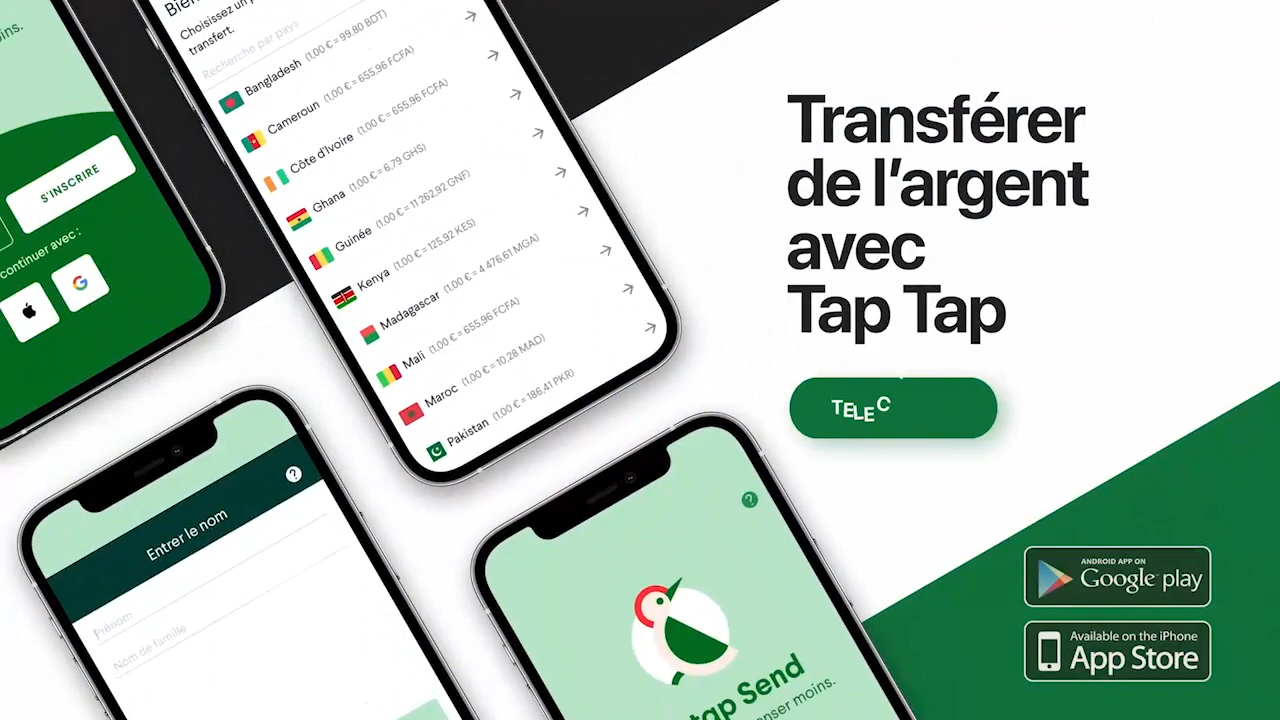 Transférer
de l'argent
avec
Tap Tap
TELEC
ANDROID APP ON
Google play
Available on the iPhone
App Store
Choisissez un
transfert.
Recherche par pays
Bangladesh (1.00 € = 99,80 BDT)
Cameroun (1.00 € = 655,96 FCFA)
Côte d'Ivoire (1.00 € = 655,96 FCFA)
Ghana (1.00 € = 6,79 GHS)
Guinée (1.00 € = 11 262,92 GNF)
Kenya (1.00 € = 125,92 KES)
Madagascar (1.00 € = 4 476,61 MGA)
Mali (1.00 € = 655,96 FCFA)
Maroc (1.00 € = 10,28 MAD)
Pakistan (1.00 € = 186,41 PKR)
S'INSCRIRE
continuer avec :
Entrer le nom
?
Prénom
Nom de famille
?
tap Send
enser moins.